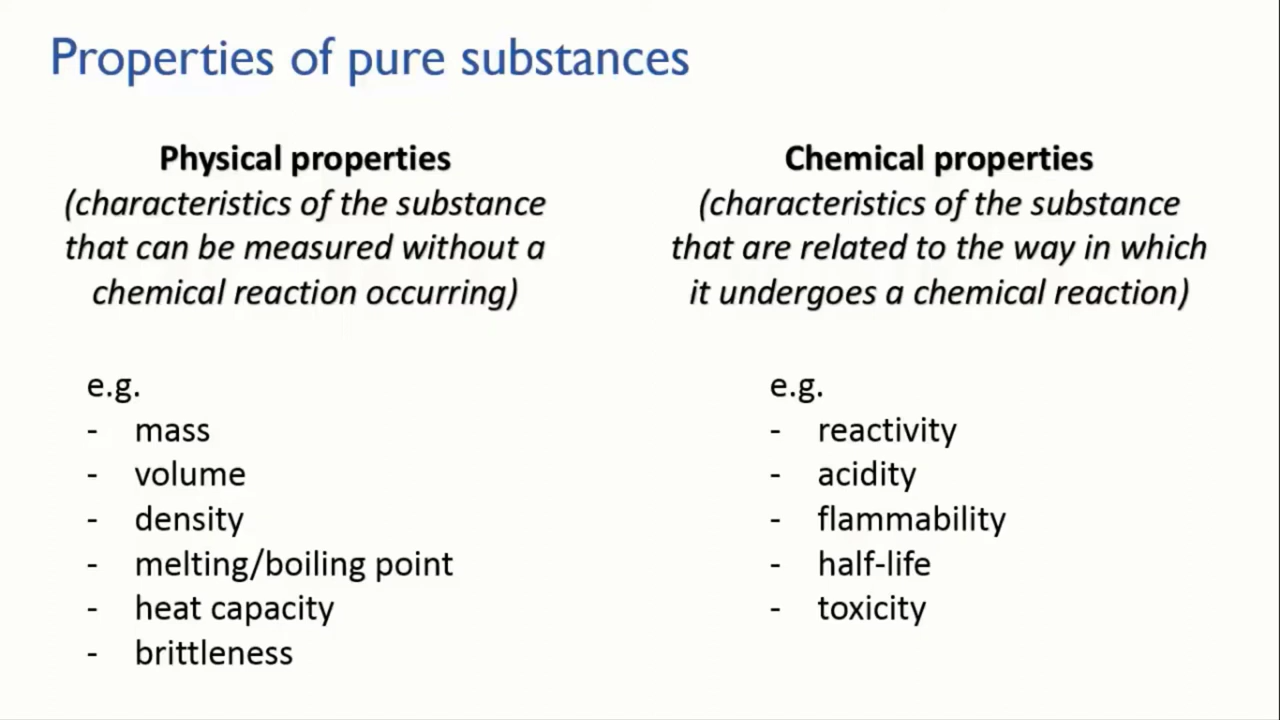 Properties of pure substances
Physical properties
(characteristics of the substance
that can be measured without a
chemical reaction occurring)
e.g.
- mass
- volume
- density
- melting/boiling point
- heat capacity
- brittleness
Chemical properties
(characteristics of the substance
that are related to the way in which
it undergoes a chemical reaction)
e.g.
- reactivity
- acidity
- flammability
- half-life
- toxicity